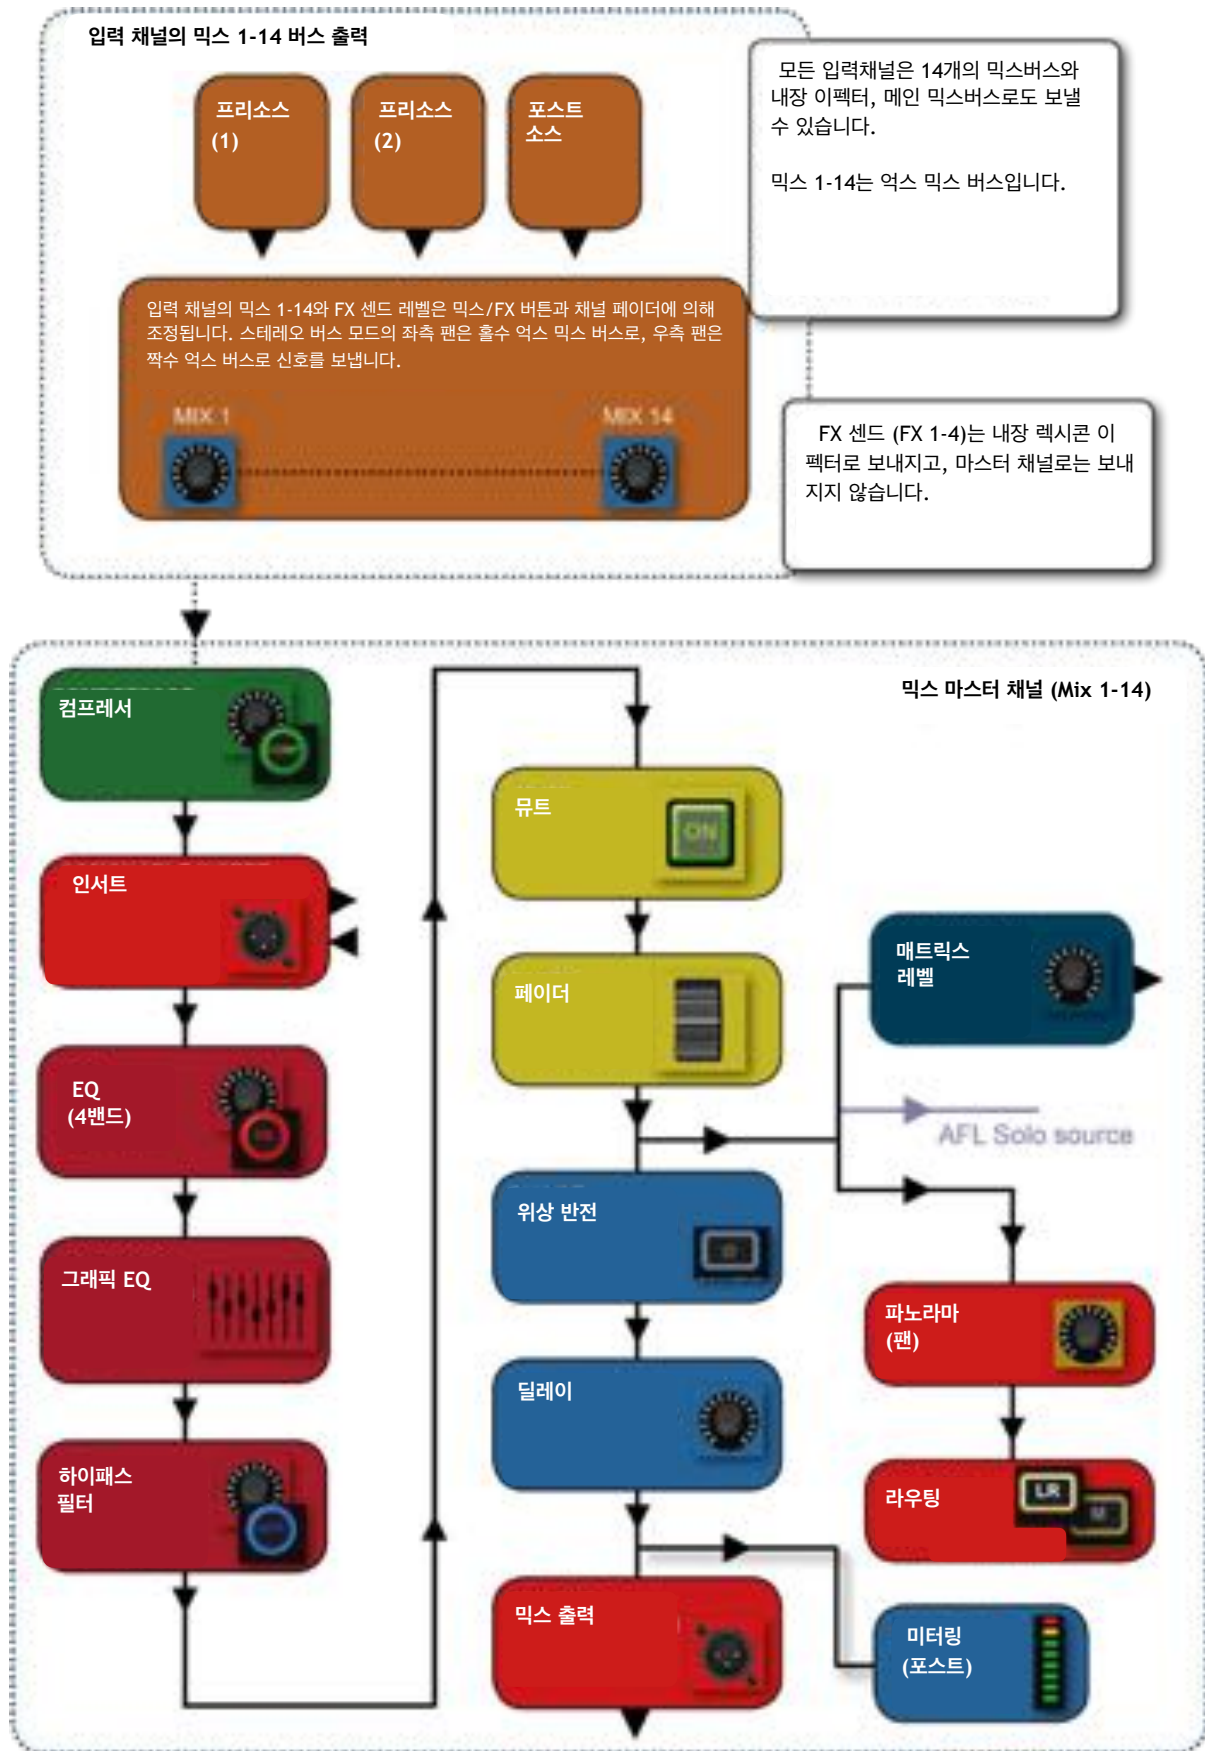 입력 채널의 믹스 1-14 버스 출력
프리소스
(1)
프리소스
(2)
포스트
소스
모든 입력채널은 14개의 믹스버스와
내장 이펙터, 메인 믹스버스로도 보낼
수 있습니다.
믹스 1-14는 억스 믹스 버스입니다.
입력 채널의 믹스 1-14와 FX 센드 레벨은 믹스/FX 버튼과 채널 페이더에 의해
조정됩니다. 스테레오 버스 모드의 좌측 팬은 홀수 억스 믹스 버스로, 우측 팬은
짝수 억스 버스로 신호를 보냅니다.
MIX 1
MIX 14
FX 센드 (FX 1-4)는 내장 렉시콘 이
펙터로 보내지고, 마스터 채널로는 보내
지지 않습니다.
믹스 마스터 채널 (Mix 1-14)
컴프레서
인서트
EQ
(4밴드)
그래픽 EQ
하이패스
필터
뮤트
ON
페이더
매트릭스
레벨
AFL Solo source
위상 반전
딜레이
파노라마
(팬)
라우팅
LR
M
믹스 출력
미터링
(포스트)